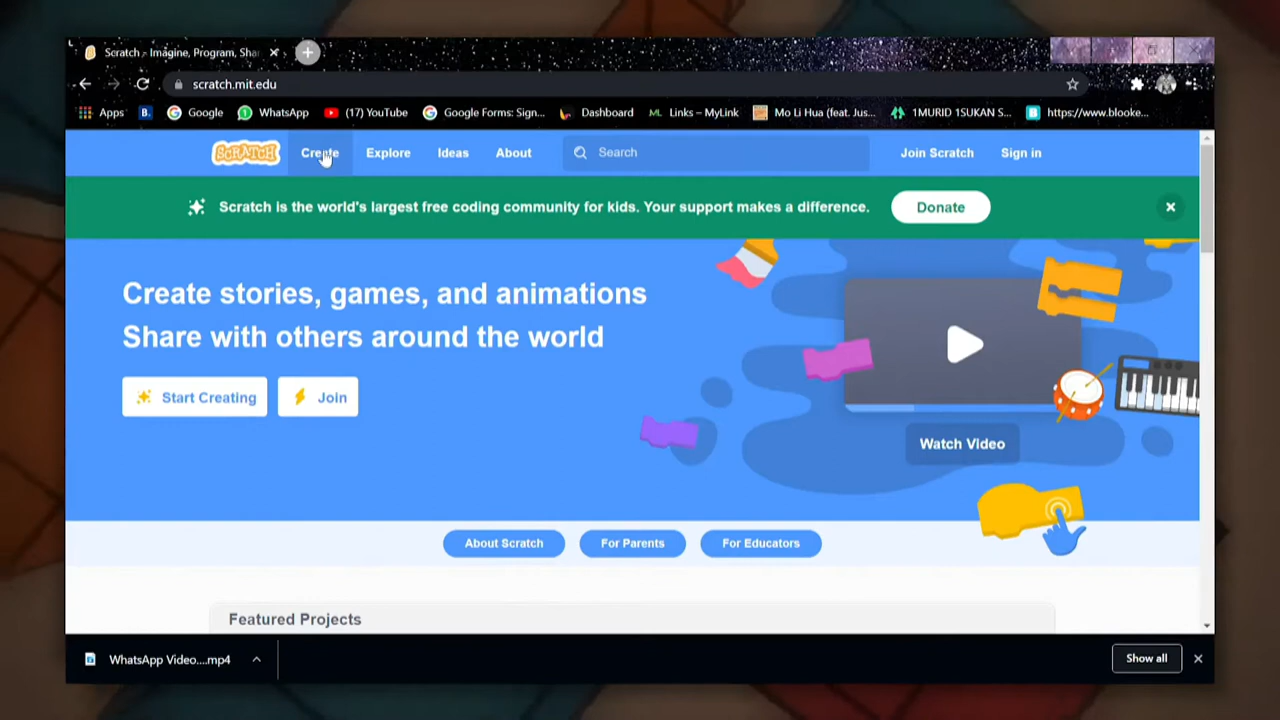 Scratch - Imagine, Program, Sha
scratch.mit.edu
Apps B. Google WhatsApp (17) YouTube Google Forms: Sign... Dashboard ML Links – MyLink Mo Li Hua (feat. Jus... 1MURID 1SUKAN S... https://www.blooke...
SCRATCH Create Explore Ideas About Search Join Scratch Sign in
Scratch is the world's largest free coding community for kids. Your support makes a difference. Donate
Create stories, games, and animations
Share with others around the world
Start Creating Join
Watch Video
About Scratch For Parents For Educators
Featured Projects
WhatsApp Video....mp4 Show all